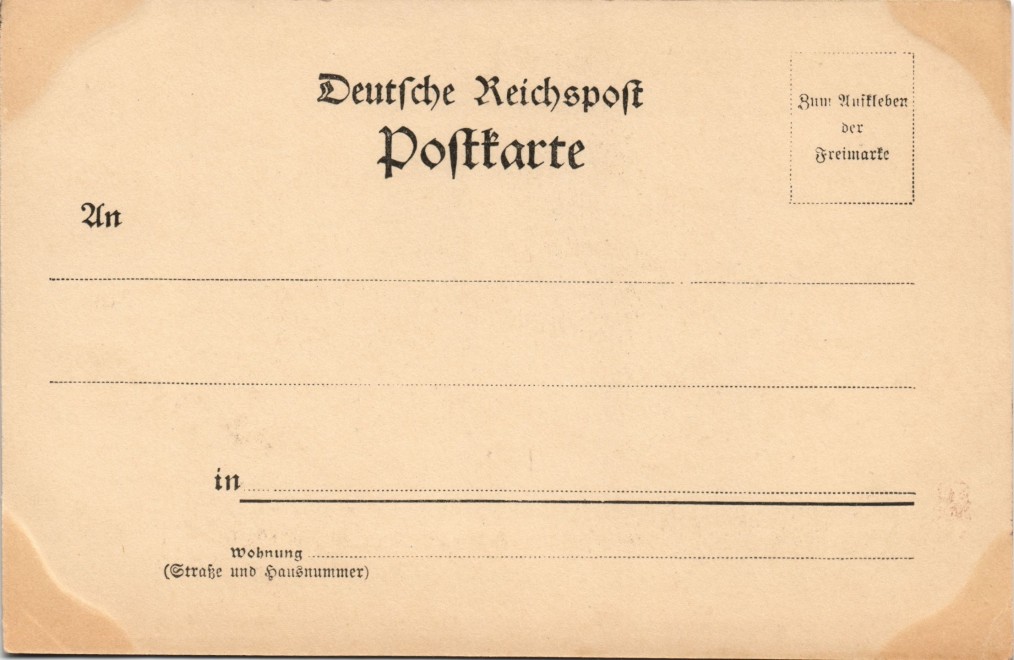 Deutſche Reichspoſt
Poſtkarte
Zum Aufkleben
der
Freimarke
An
in
Wohnung
(Straße und Hausnummer)